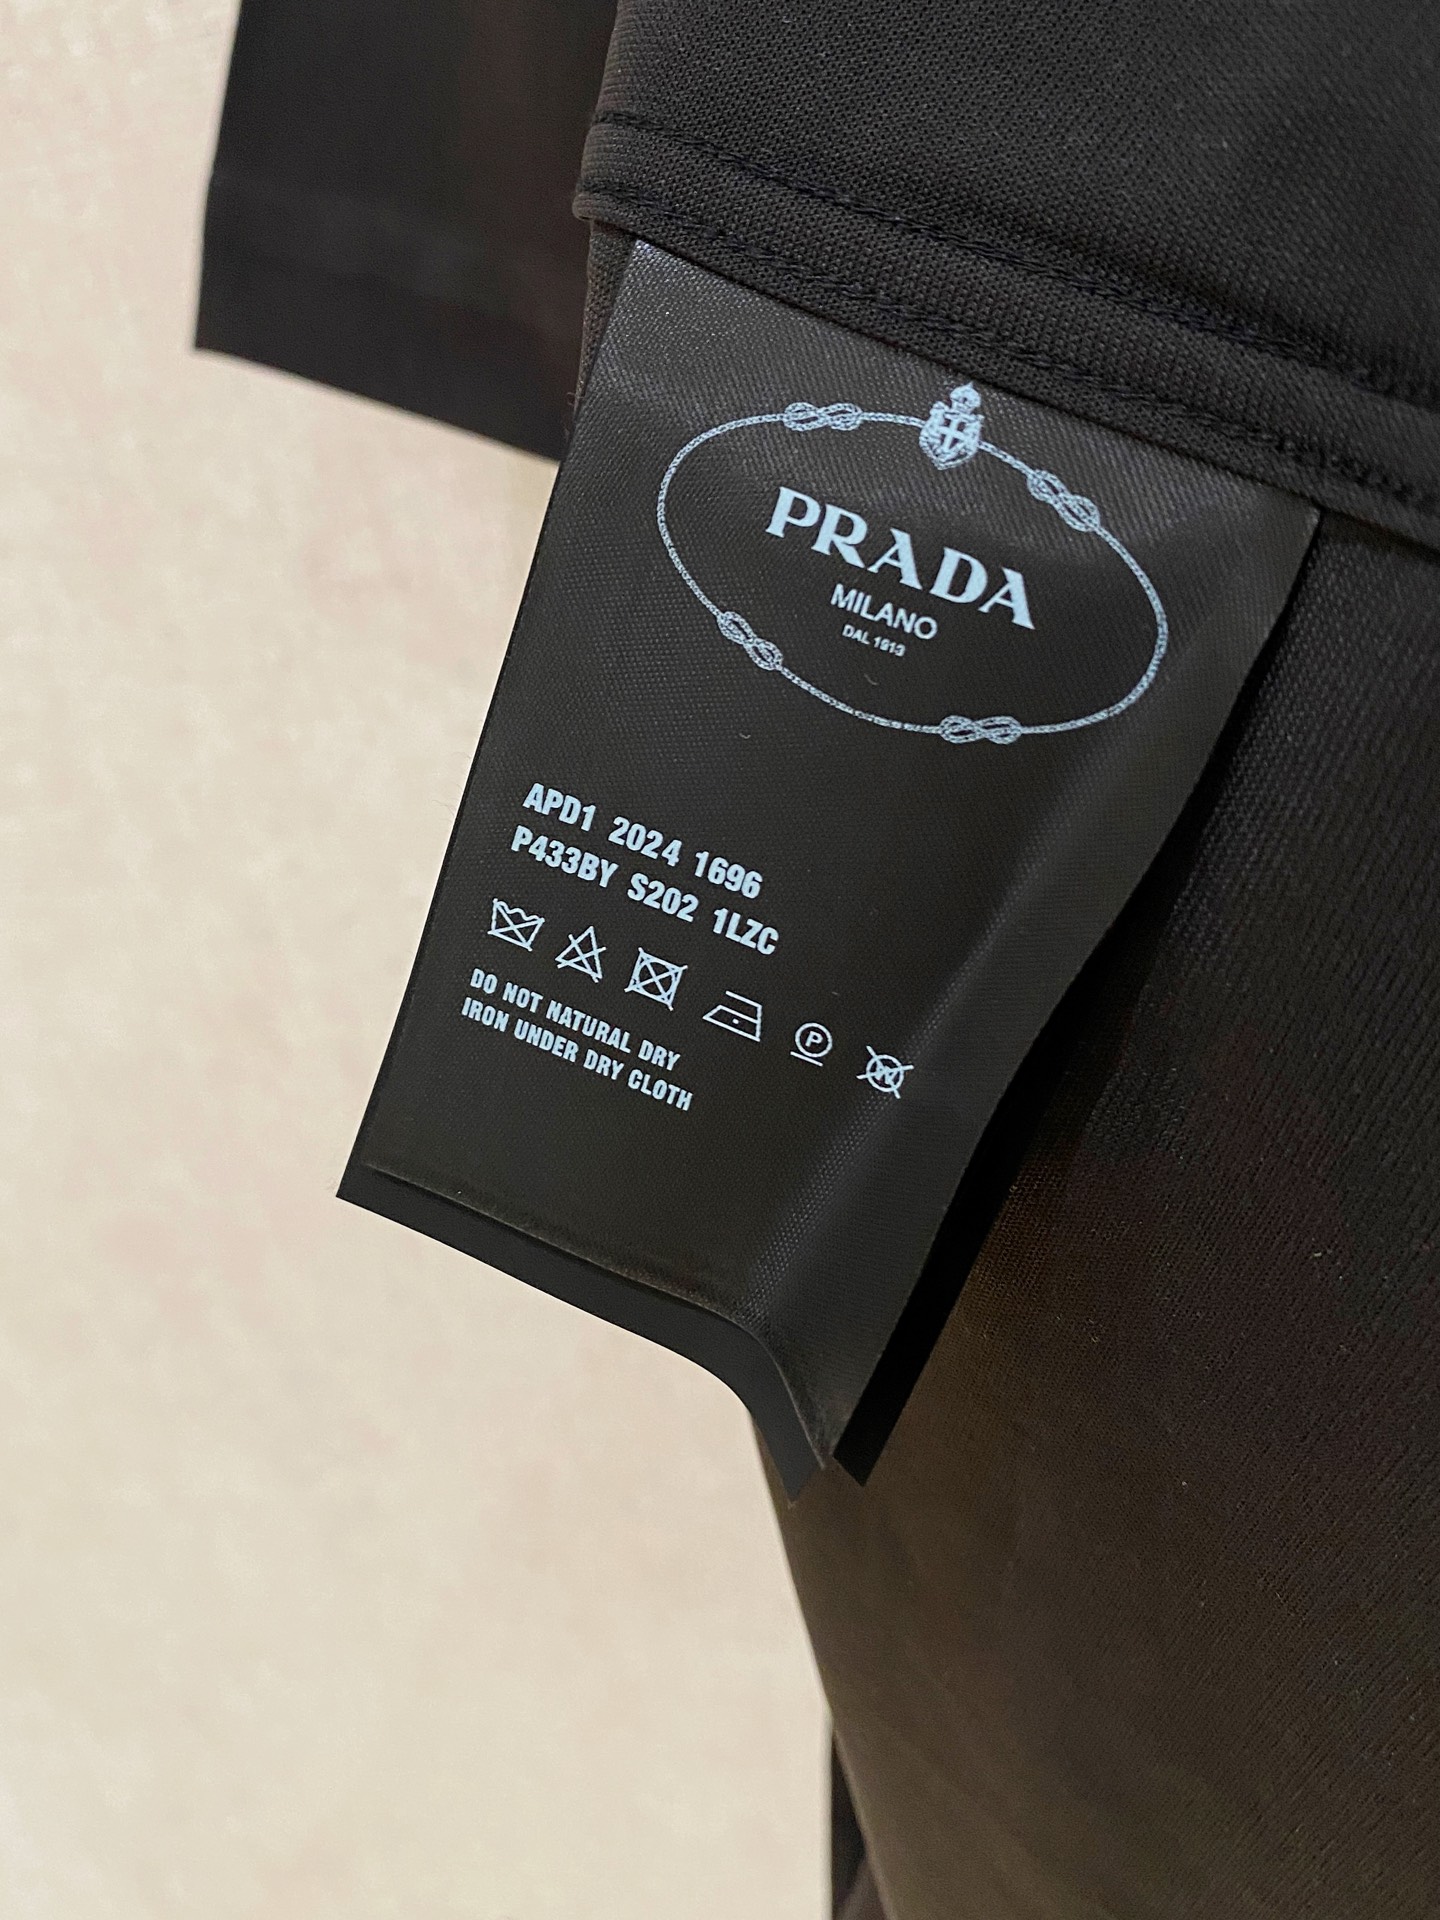 PRADA
MILANO
DAL 1913
APD1 2024 1696
P433BY S202 1LZC
P
W
DO NOT NATURAL DRY
IRON UNDER DRY CLOTH